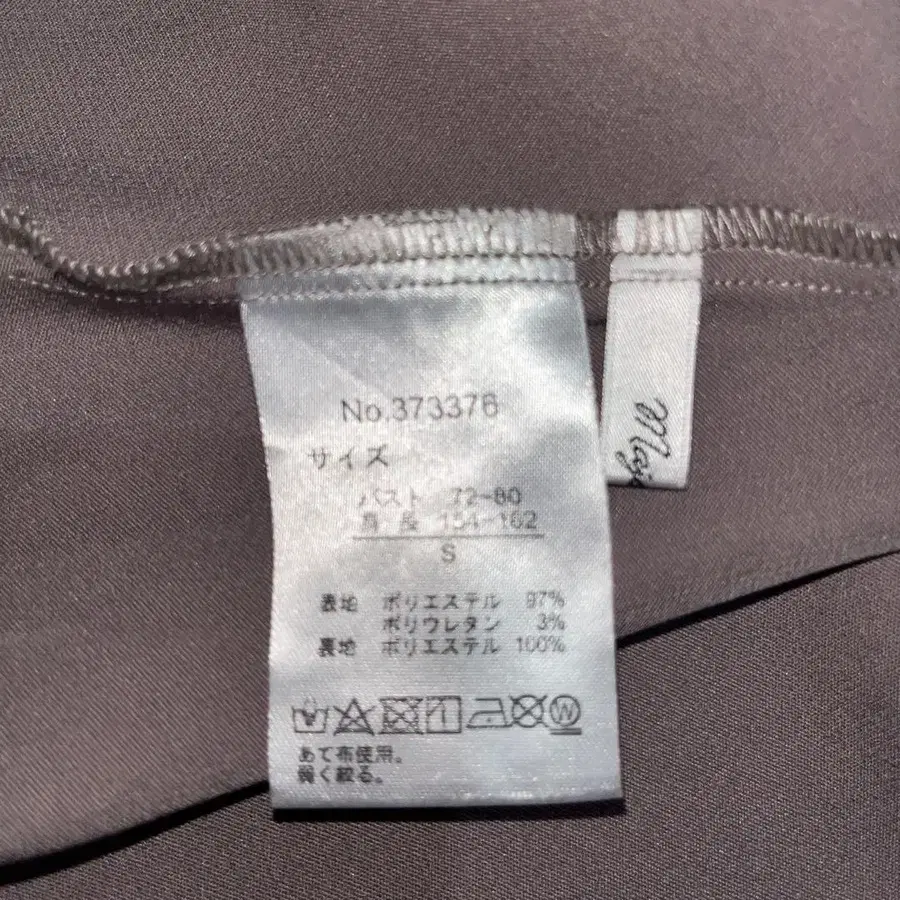 No.373376
サイズ
バスト 72-80
身長 154-162
S
表地 ポリエステル 97%
ポリウレタン 3%
裏地 ポリエステル 100%
W
あて布使用。
弱く絞る。